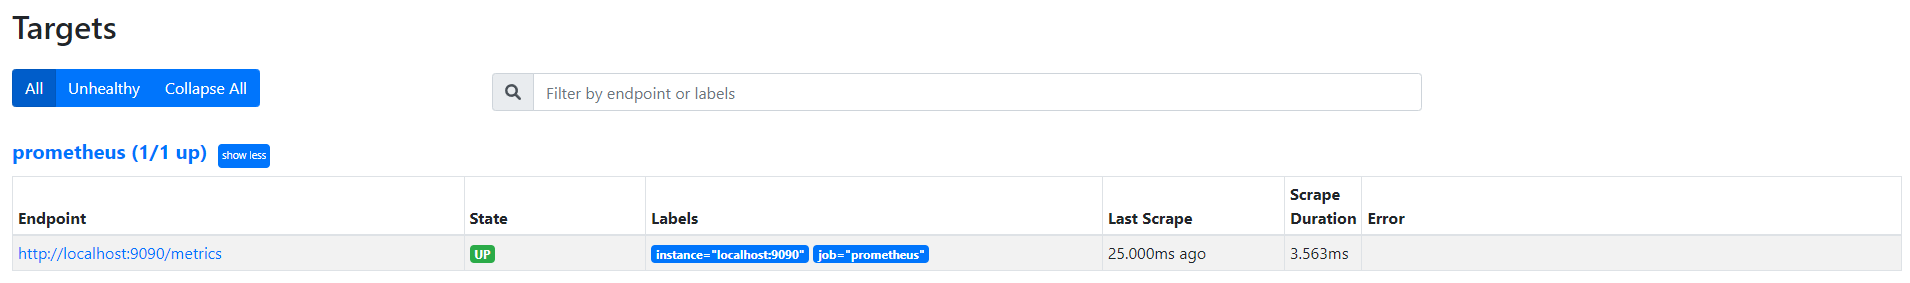 Targets
All Unhealthy Collapse All
Filter by endpoint or labels
prometheus (1/1 up) show less
Endpoint State Labels Last Scrape Scrape Duration Error
http://localhost:9090/metrics UP instance="localhost:9090" job="prometheus" 25.000ms ago 3.563ms